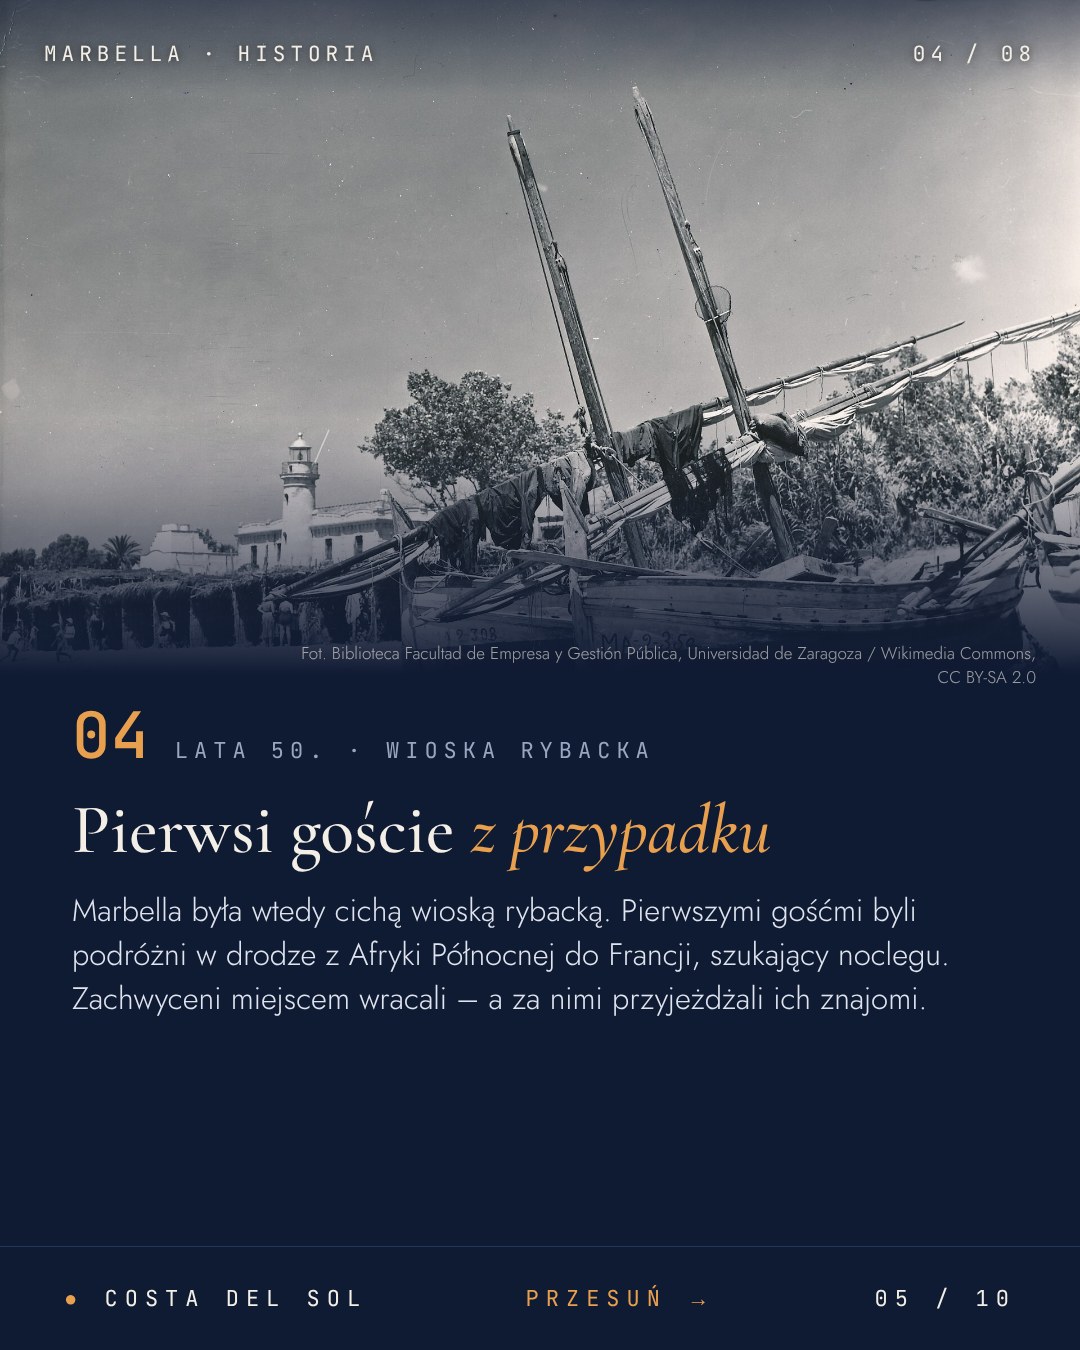 MARBELLA · HISTORIA
04 / 08
Fot. Biblioteca Facultad de Empresa y Gestión Pública, Universidad de Zaragoza / Wikimedia Commons,
CC BY-SA 2.0
04 LATA 50. · WIOSKA RYBACKA
Pierwsi goście z przypadku
Marbella była wtedy cichą wioską rybacką. Pierwszymi gośćmi byli
podróżni w drodze z Afryki Północnej do Francji, szukający noclegu.
Zachwyceni miejscem wracali – a za nimi przyjeżdżali ich znajomi.
• COSTA DEL SOL
PRZESUŃ →
05 / 10